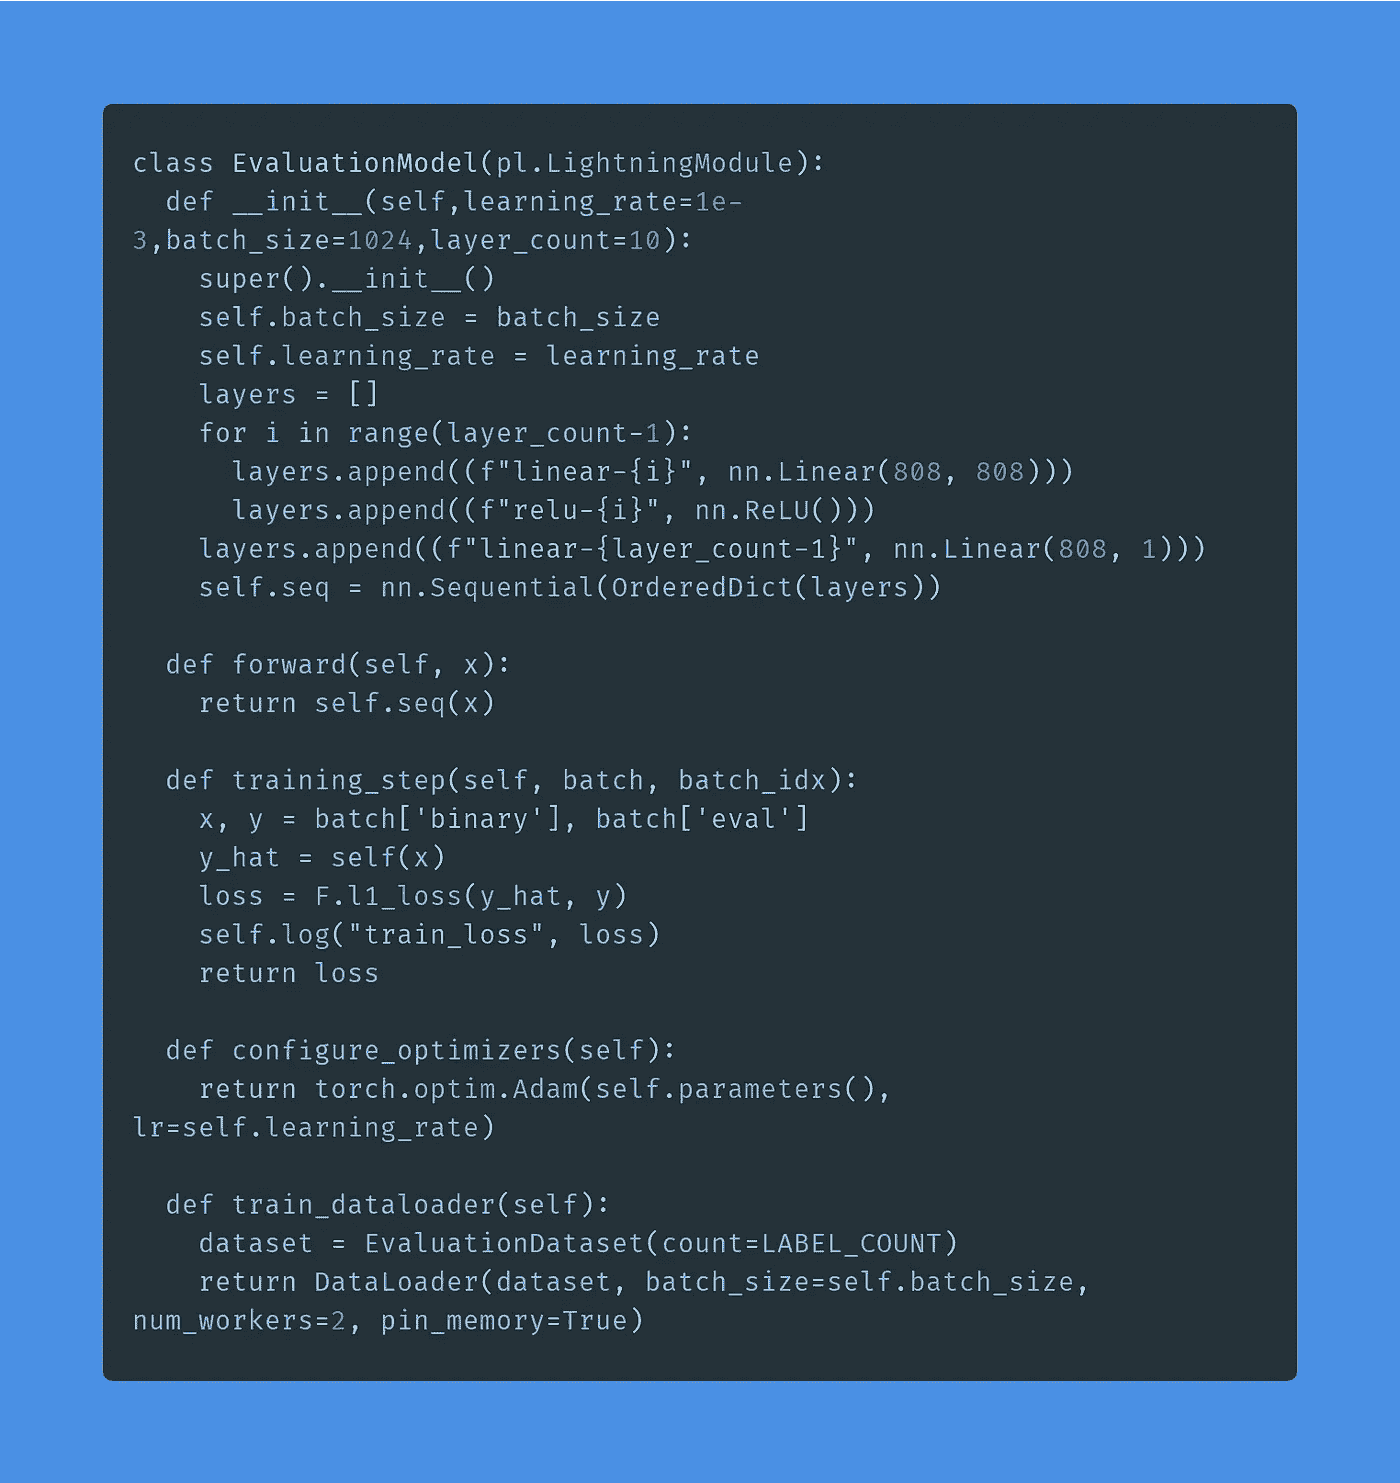 class EvaluationModel(pl.LightningModule):
  def __init__(self,learning_rate=1e-
3,batch_size=1024,layer_count=10):
    super().__init__()
    self.batch_size = batch_size
    self.learning_rate = learning_rate
    layers = []
    for i in range(layer_count-1):
      layers.append((f"linear-{i}", nn.Linear(808, 808)))
      layers.append((f"relu-{i}", nn.ReLU()))
    layers.append((f"linear-{layer_count-1}", nn.Linear(808, 1)))
    self.seq = nn.Sequential(OrderedDict(layers))

  def forward(self, x):
    return self.seq(x)

  def training_step(self, batch, batch_idx):
    x, y = batch['binary'], batch['eval']
    y_hat = self(x)
    loss = F.l1_loss(y_hat, y)
    self.log("train_loss", loss)
    return loss

  def configure_optimizers(self):
    return torch.optim.Adam(self.parameters(),
lr=self.learning_rate)

  def train_dataloader(self):
    dataset = EvaluationDataset(count=LABEL_COUNT)
    return DataLoader(dataset, batch_size=self.batch_size,
num_workers=2, pin_memory=True)